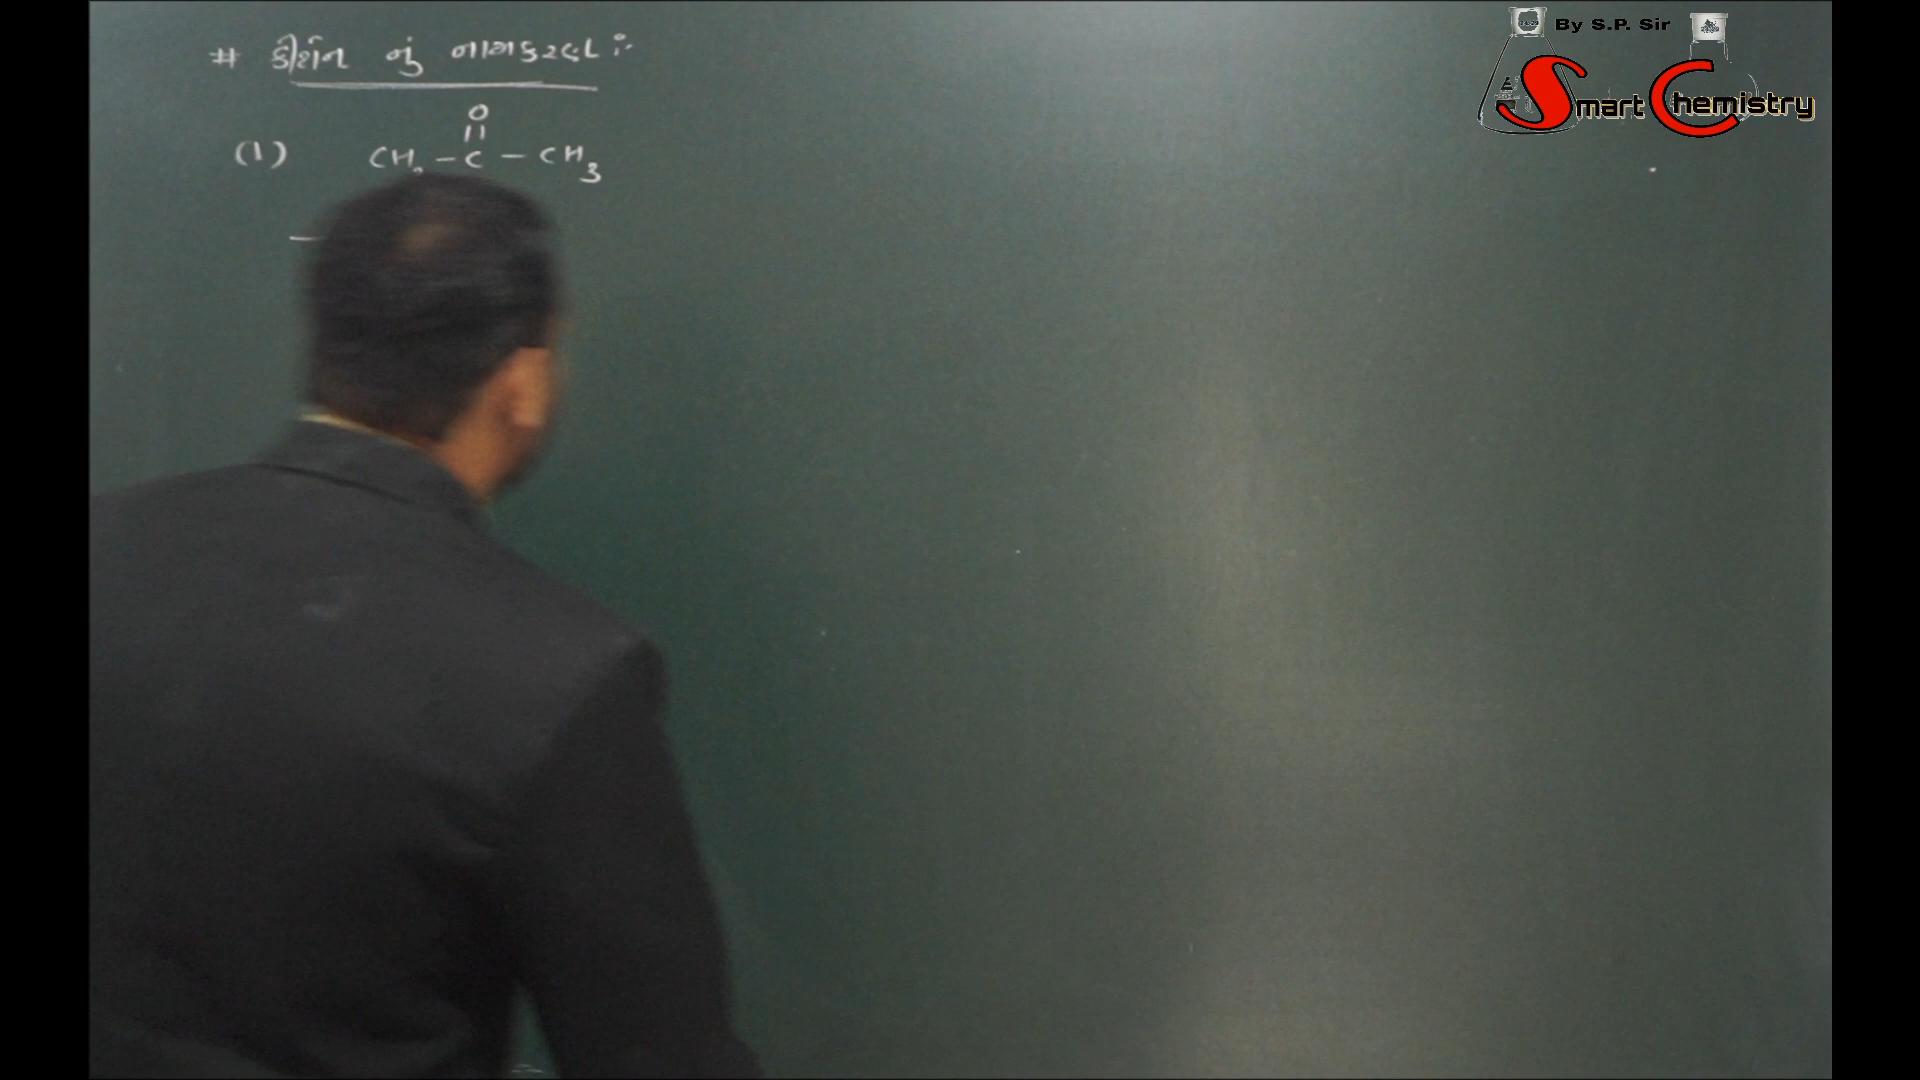 # કીટોન નું નામકરણ :-
O
||
(1) CH3 – C – CH3
By S.P. Sir
Smart Chemistry